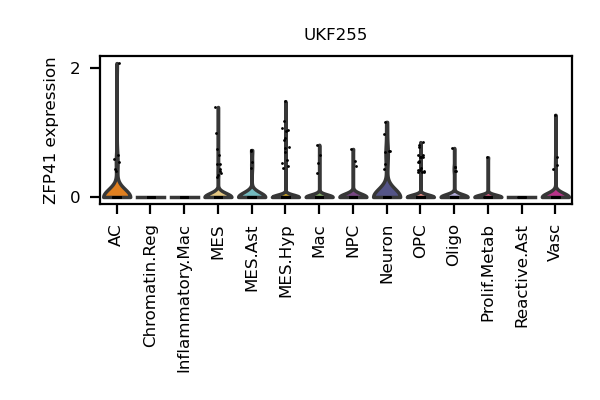 UKF255
ZFP41 expression
2
0
AC
Chromatin.Reg
Inflammatory.Mac
MES
MES.Ast
MES.Hyp
Mac
NPC
Neuron
OPC
Oligo
Prolif.Metab
Reactive.Ast
Vasc